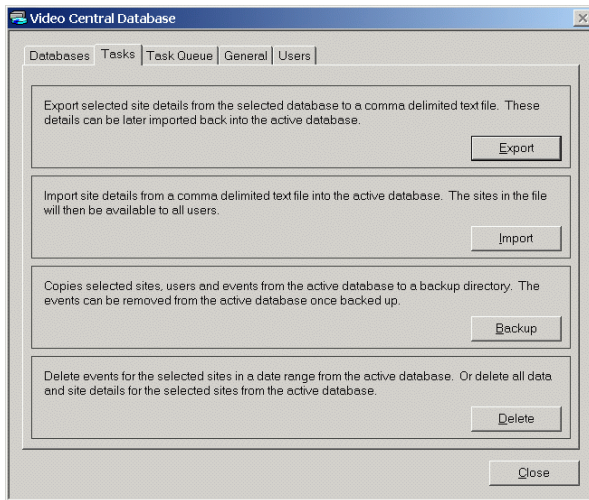 Video Central Database
Databases Tasks Task Queue General Users
Export selected site details from the selected database to a comma delimited text file. These
details can be later imported back into the active database.
Export
Import site details from a comma delimited text file into the active database. The sites in the file
will then be available to all users.
Import
Copies selected sites, users and events from the active database to a backup directory. The
events can be removed from the active database once backed up.
Backup
Delete events for the selected sites in a date range from the active database. Or delete all data
and site details for the selected sites from the active database.
Delete
Close